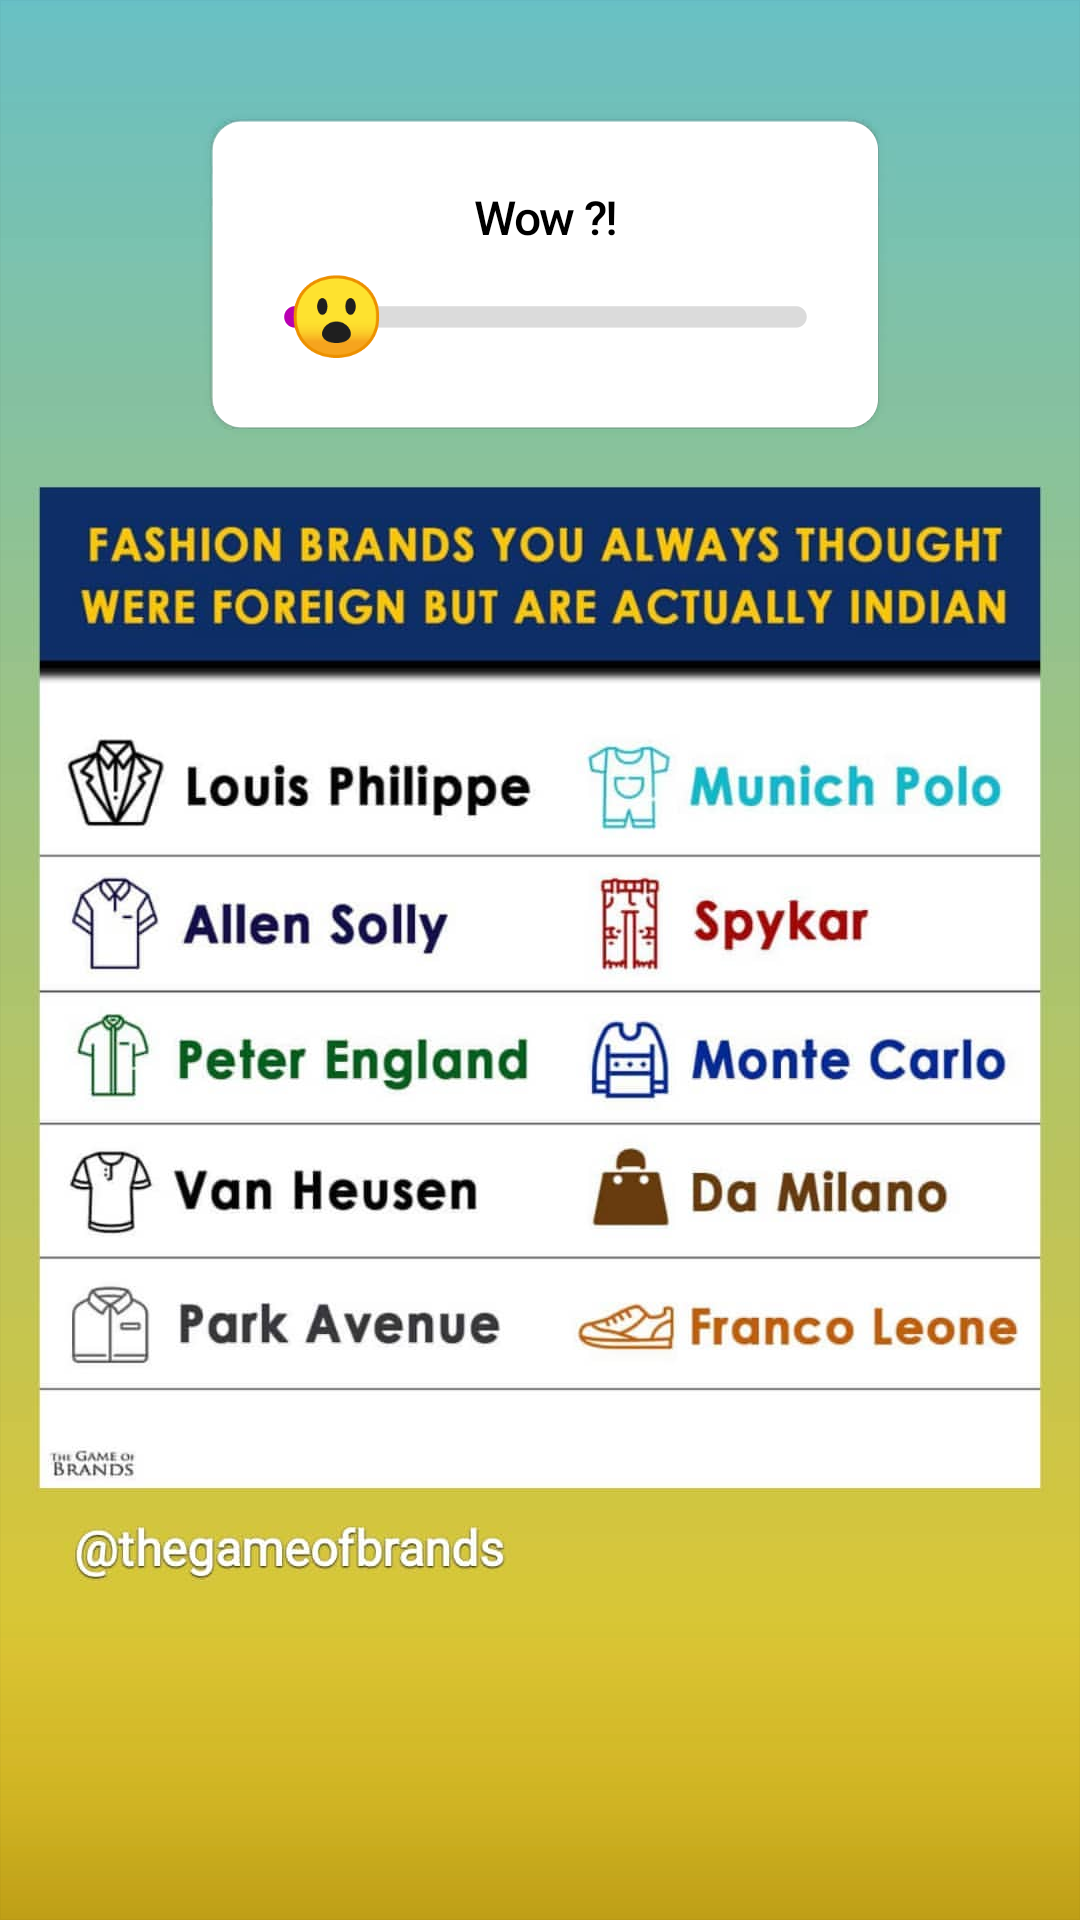 Wow ?!
FASHION BRANDS YOU ALWAYS THOUGHT
WERE FOREIGN BUT ARE ACTUALLY INDIAN
Louis Philippe
Munich Polo
Allen Solly
Spykar
Peter England
Monte Carlo
Van Heusen
Da Milano
Park Avenue
Franco Leone
THE GAME OF
BRANDS
@thegameofbrands